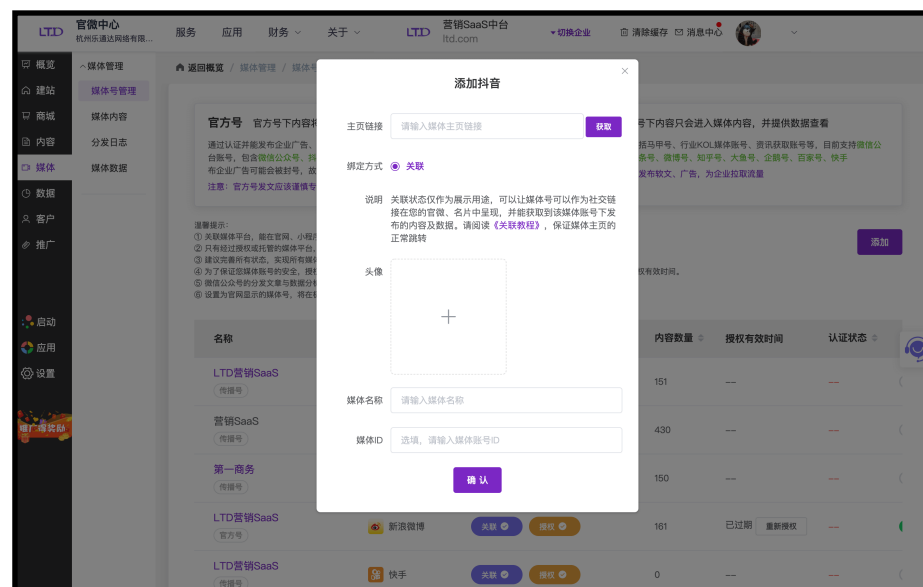 LTD 官微中心
杭州乐通达网络有限...
服务 应用 财务 关于
LTD 营销SaaS中台
ltd.com
切换企业
清除缓存 消息中心
概览
建站
商城
内容
媒体
数据
客户
推广
启动
应用
设置
推广得奖励
媒体管理
媒体号管理
媒体内容
分发日志
媒体数据
返回概览 / 媒体管理 / 媒体号
官方号 官方号下内容将
通过认证并能发布企业广告、
台账号，包含微信公众号、抖
布企业广告可能会被封号，故
注意：官方号发文应该谨慎专
号下内容只会进入媒体内容，并提供数据查看
括马甲号、行业KOL媒体账号、资讯获取账号等，目前支持微信公
条号、微博号、知乎号、大鱼号、企鹅号、百家号、快手
发布软文、广告，为企业拉取流量
温馨提示：
① 关联媒体平台，能在官网、小程序
② 只有经过授权或托管的媒体平台，
③ 建议完善所有状态，实现所有媒体
④ 为了保证您媒体账号的安全，授权
权有效时间。
⑤ 微信公众号的分发文章与数据分析
⑥ 设置为官网显示的媒体号，将在
添加
添加抖音
主页链接 请输入媒体主页链接 获取
绑定方式 关联
说明 关联状态仅作为展示用途，可以让媒体号可以作为社交链
接在您的官微、名片中呈现，并能获取到该媒体账号下发
布的内容及数据。请阅读《关联教程》，保证媒体主页的
正常跳转
头像
媒体名称 请输入媒体名称
媒体ID 选填，请输入媒体账号ID
确 认
名称 内容数量 授权有效时间 认证状态
LTD营销SaaS
传播号
151 -- --
营销SaaS
传播号
430 -- --
第一商务
传播号
150 -- --
LTD营销SaaS
官方号
新浪微博 关联 授权 161 已过期 重新授权 --
LTD营销SaaS
传播号
快手 关联 授权 0 -- --